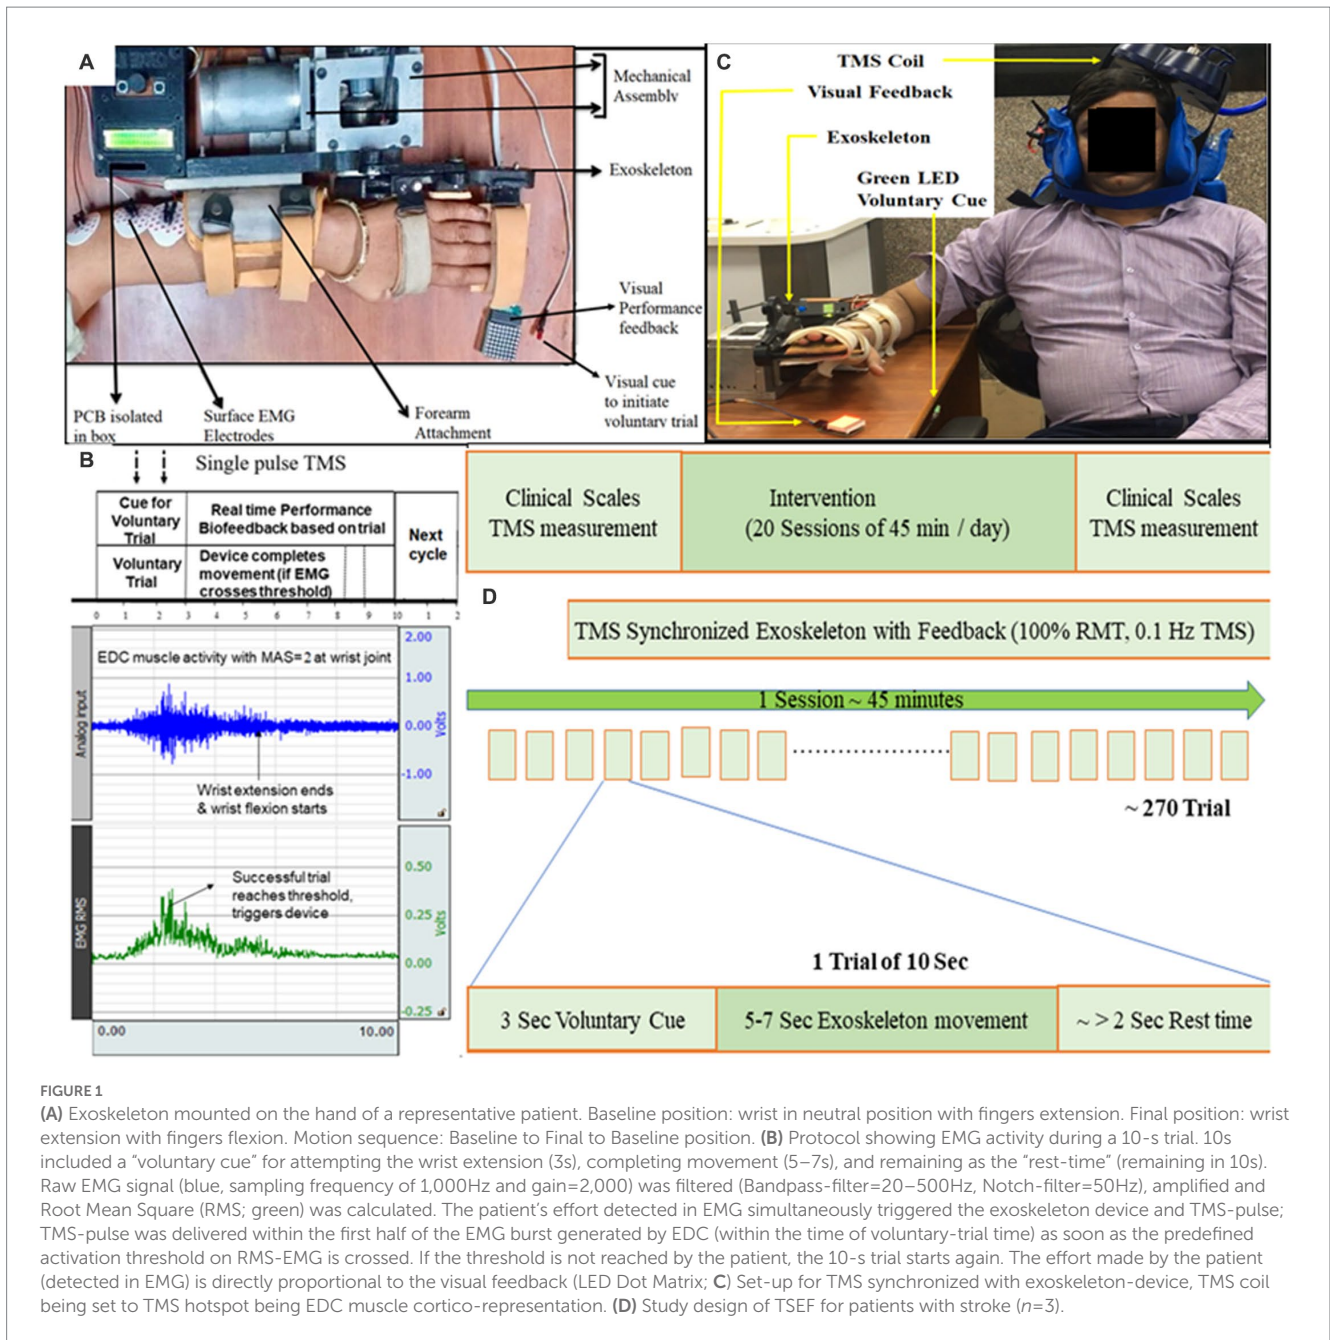 A
Mechanical
Assembly
Exoskeleton
Visual
Performance
feedback
Visual cue
to initiate
voluntary trial
PCB isolated
in box
Surface EMG
Electrodes
Forearm
Attachment
C
TMS Coil
Visual Feedback
Exoskeleton
Green LED
Voluntary Cue
B
Single pulse TMS
Cue for
Voluntary
Trial
Real time Performance
Biofeedback based on trial
Next
cycle
Voluntary
Trial
Device completes
movement (if EMG
crosses threshold)
0 1 2 3 4 5 6 7 8 9 10 1 2
EDC muscle activity with MAS=2 at wrist joint
Analog input
2.00
1.00
0.00
-1.00
Volts
Wrist extension ends
& wrist flexion starts
Successful trial
reaches threshold,
triggers device
EMG RMS
0.50
0.25
0.00
-0.25
Volts
0.00 10.00
Clinical Scales
TMS measurement
Intervention
(20 Sessions of 45 min / day)
Clinical Scales
TMS measurement
D
TMS Synchronized Exoskeleton with Feedback (100% RMT, 0.1 Hz TMS)
1 Session ~ 45 minutes
~ 270 Trial
1 Trial of 10 Sec
3 Sec Voluntary Cue
5-7 Sec Exoskeleton movement
~ > 2 Sec Rest time
FIGURE 1
(A) Exoskeleton mounted on the hand of a representative patient. Baseline position: wrist in neutral position with fingers extension. Final position: wrist
extension with fingers flexion. Motion sequence: Baseline to Final to Baseline position. (B) Protocol showing EMG activity during a 10-s trial. 10s
included a “voluntary cue” for attempting the wrist extension (3s), completing movement (5–7s), and remaining as the “rest-time” (remaining in 10s).
Raw EMG signal (blue, sampling frequency of 1,000Hz and gain=2,000) was filtered (Bandpass-filter=20–500Hz, Notch-filter=50Hz), amplified and
Root Mean Square (RMS; green) was calculated. The patient’s effort detected in EMG simultaneously triggered the exoskeleton device and TMS-pulse;
TMS-pulse was delivered within the first half of the EMG burst generated by EDC (within the time of voluntary-trial time) as soon as the predefined
activation threshold on RMS-EMG is crossed. If the threshold is not reached by the patient, the 10-s trial starts again. The effort made by the patient
(detected in EMG) is directly proportional to the visual feedback (LED Dot Matrix; C) Set-up for TMS synchronized with exoskeleton-device, TMS coil
being set to TMS hotspot being EDC muscle cortico-representation. (D) Study design of TSEF for patients with stroke (n=3).